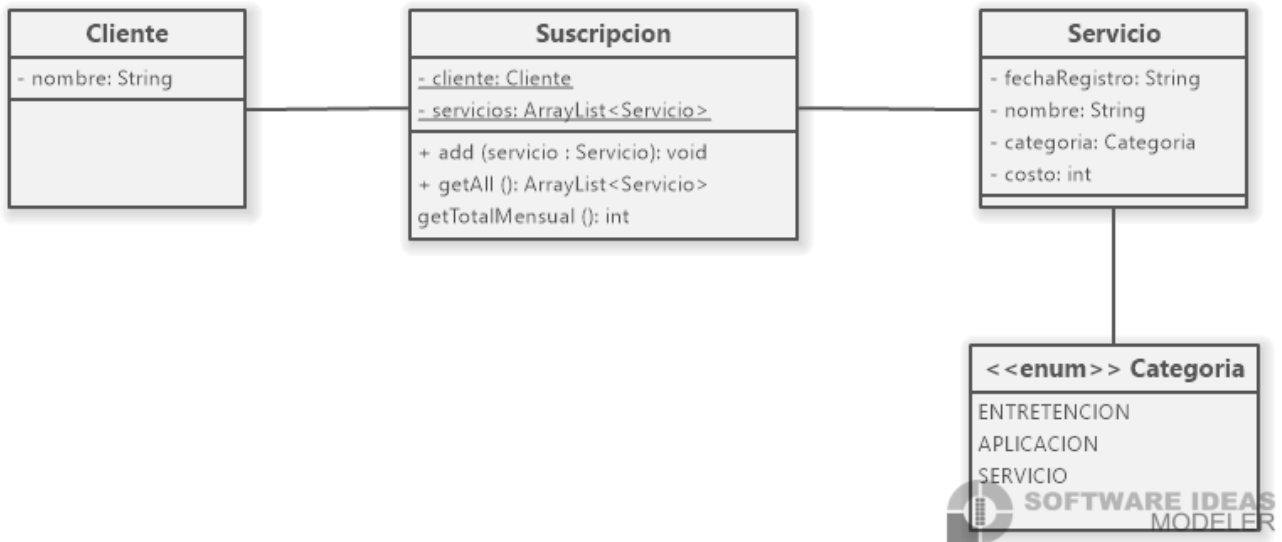 Cliente
- nombre: String
Suscripcion
- cliente: Cliente
- servicios: ArrayList<Servicio>
+ add (servicio : Servicio): void
+ getAll (): ArrayList<Servicio>
getTotalMensual (): int
Servicio
- fechaRegistro: String
- nombre: String
- categoria: Categoria
- costo: int
<<enum>> Categoria
ENTRETENCION
APLICACION
SERVICIO
SOFTWARE IDEAS
MODELER